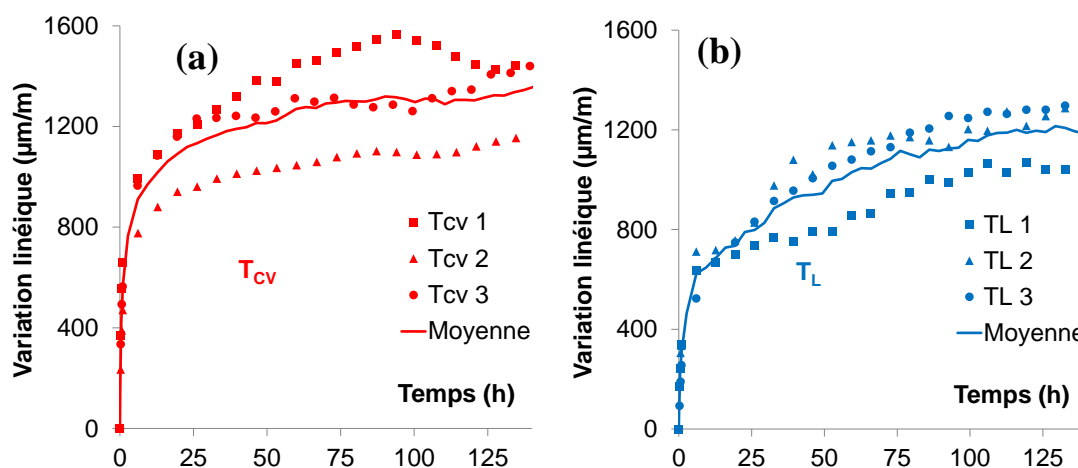 (a)
Variation linéique (µm/m)
1600
1200
800
400
0
Tcv 1
Tcv 2
Tcv 3
Moyenne
TCV
Temps (h)
0 25 50 75 100 125
(b)
Variation linéique (µm/m)
1600
1200
800
400
0
TL 1
TL 2
TL 3
Moyenne
TL
Temps (h)
0 25 50 75 100 125